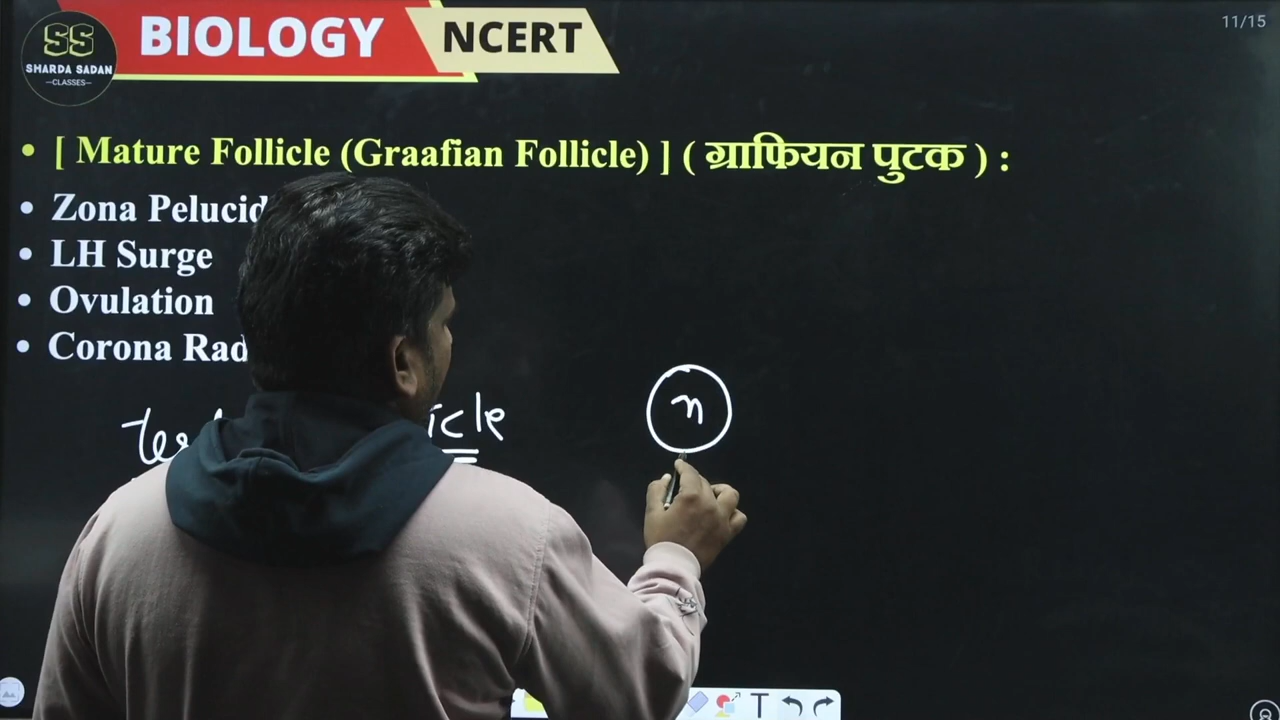 SS
SHARDA SADAN
—CLASSES—
BIOLOGY
NCERT
11/15
• [ Mature Follicle (Graafian Follicle) ] ( ग्राफियन पुटक ) :
• Zona Pelucid
• LH Surge
• Ovulation
• Corona Rad
icle
n
T